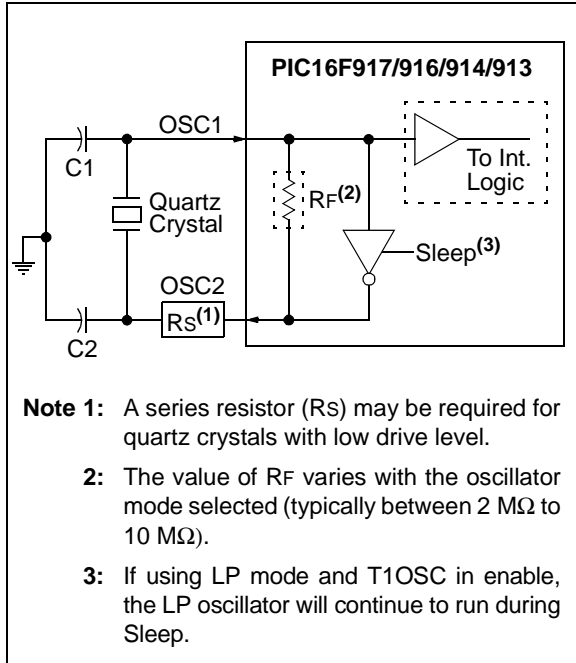 PIC16F917/916/914/913
OSC1
To Int.
Logic
C1
RF(2)
Quartz
Crystal
Sleep(3)
OSC2
RS(1)
C2
Note 1: A series resistor (RS) may be required for
quartz crystals with low drive level.
2: The value of RF varies with the oscillator
mode selected (typically between 2 MΩ to
10 MΩ).
3: If using LP mode and T1OSC in enable,
the LP oscillator will continue to run during
Sleep.